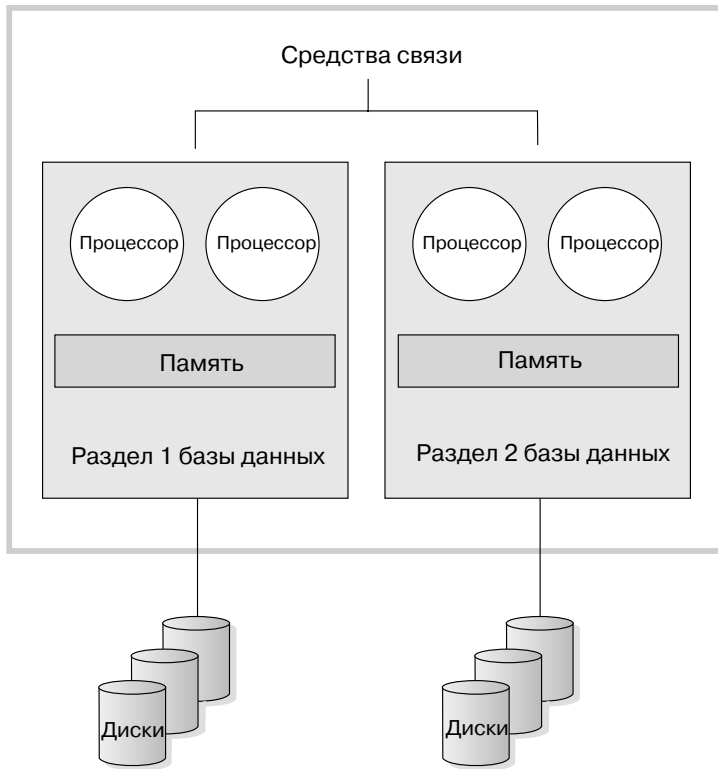 Средства связи
Процессор Процессор
Процессор Процессор
Память
Память
Раздел 1 базы данных
Раздел 2 базы данных
Диски
Диски